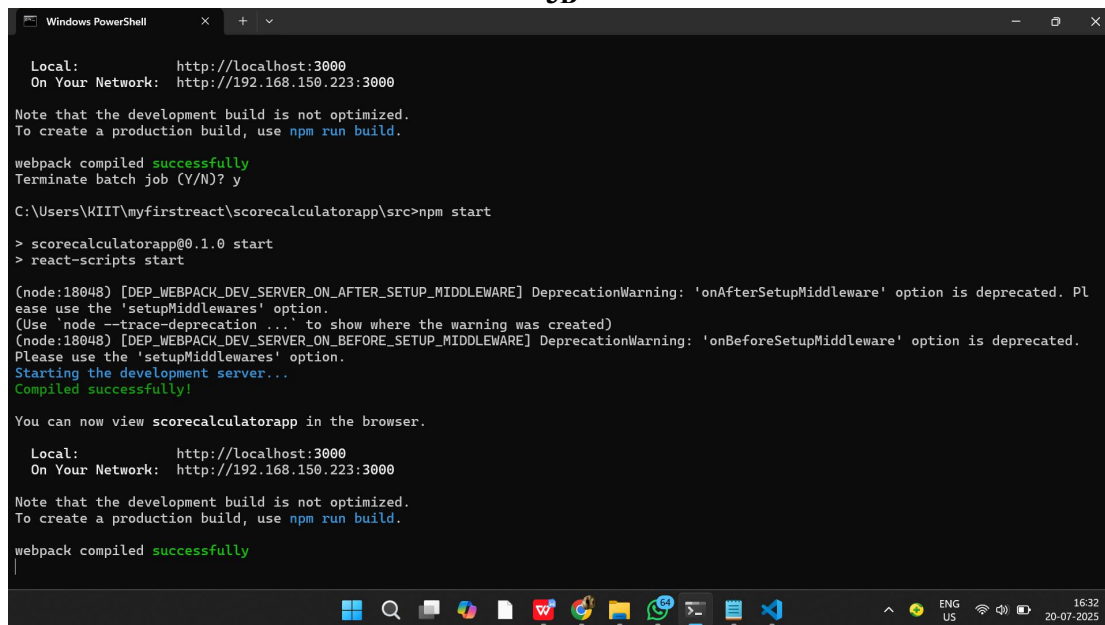 Windows PowerShell
Local: http://localhost:3000
On Your Network: http://192.168.150.223:3000
Note that the development build is not optimized.
To create a production build, use npm run build.
webpack compiled successfully
Terminate batch job (Y/N)? y
C:\Users\KIIT\myfirstreact\scorecalculatorapp\src>npm start
> scorecalculatorapp@0.1.0 start
> react-scripts start
(node:18048) [DEP_WEBPACK_DEV_SERVER_ON_AFTER_SETUP_MIDDLEWARE] DeprecationWarning: 'onAfterSetupMiddleware' option is deprecated. Pl
ease use the 'setupMiddlewares' option.
(Use `node --trace-deprecation ...` to show where the warning was created)
(node:18048) [DEP_WEBPACK_DEV_SERVER_ON_BEFORE_SETUP_MIDDLEWARE] DeprecationWarning: 'onBeforeSetupMiddleware' option is deprecated.
Please use the 'setupMiddlewares' option.
Starting the development server...
Compiled successfully!
You can now view scorecalculatorapp in the browser.
Local: http://localhost:3000
On Your Network: http://192.168.150.223:3000
Note that the development build is not optimized.
To create a production build, use npm run build.
webpack compiled successfully
64
ENG
US
16:32
20-07-2025